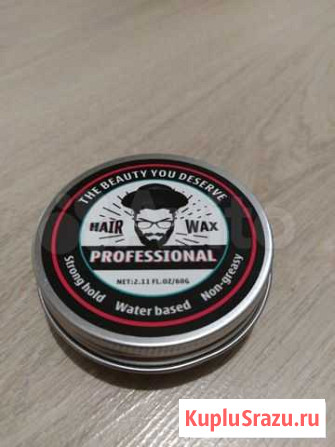 THE BEAUTY YOU DESERVE
HAIR WAX
PROFESSIONAL
NET:2.11 FL.OZ/60G
Strong hold Water based Non-greasy
KupluSrazu.ru